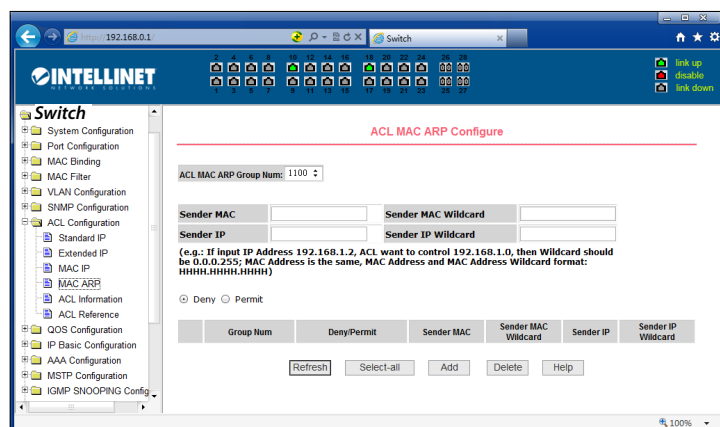 http://192.168.0.1/
Switch
INTELLINET
NETWORK SOLUTIONS
2 4 6 8 10 12 14 16 18 20 22 24 26 28
1 3 5 7 9 11 13 15 17 19 21 23 25 27
link up
disable
link down
Switch
System Configuration
Port Configuration
MAC Binding
MAC Filter
VLAN Configuration
SNMP Configuration
ACL Configuration
Standard IP
Extended IP
MAC IP
MAC ARP
ACL Information
ACL Reference
QOS Configuration
IP Basic Configuration
AAA Configuration
MSTP Configuration
IGMP SNOOPING Config
ACL MAC ARP Configure
ACL MAC ARP Group Num: 1100
Sender MAC Sender MAC Wildcard
Sender IP Sender IP Wildcard
(e.g.: If input IP Address 192.168.1.2, ACL want to control 192.168.1.0, then Wildcard should
be 0.0.0.255; MAC Address is the same, MAC Address and MAC Address Wildcard format:
HHHH.HHHH.HHHH)
Deny Permit
Group Num Deny/Permit Sender MAC Sender MAC Wildcard Sender IP Sender IP Wildcard
Refresh Select-all Add Delete Help
100%